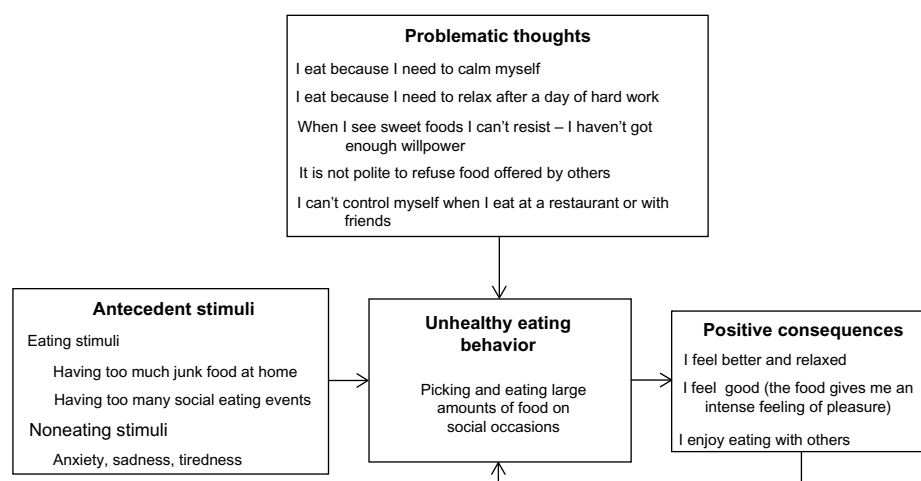 Problematic thoughts
I eat because I need to calm myself
I eat because I need to relax after a day of hard work
When I see sweet foods I can't resist – I haven't got
enough willpower
It is not polite to refuse food offered by others
I can't control myself when I eat at a restaurant or with
friends
Antecedent stimuli
Eating stimuli
Having too much junk food at home
Having too many social eating events
Noneating stimuli
Anxiety, sadness, tiredness
Unhealthy eating
behavior
Picking and eating large
amounts of food on
social occasions
Positive consequences
I feel better and relaxed
I feel good (the food gives me an
intense feeling of pleasure)
I enjoy eating with others